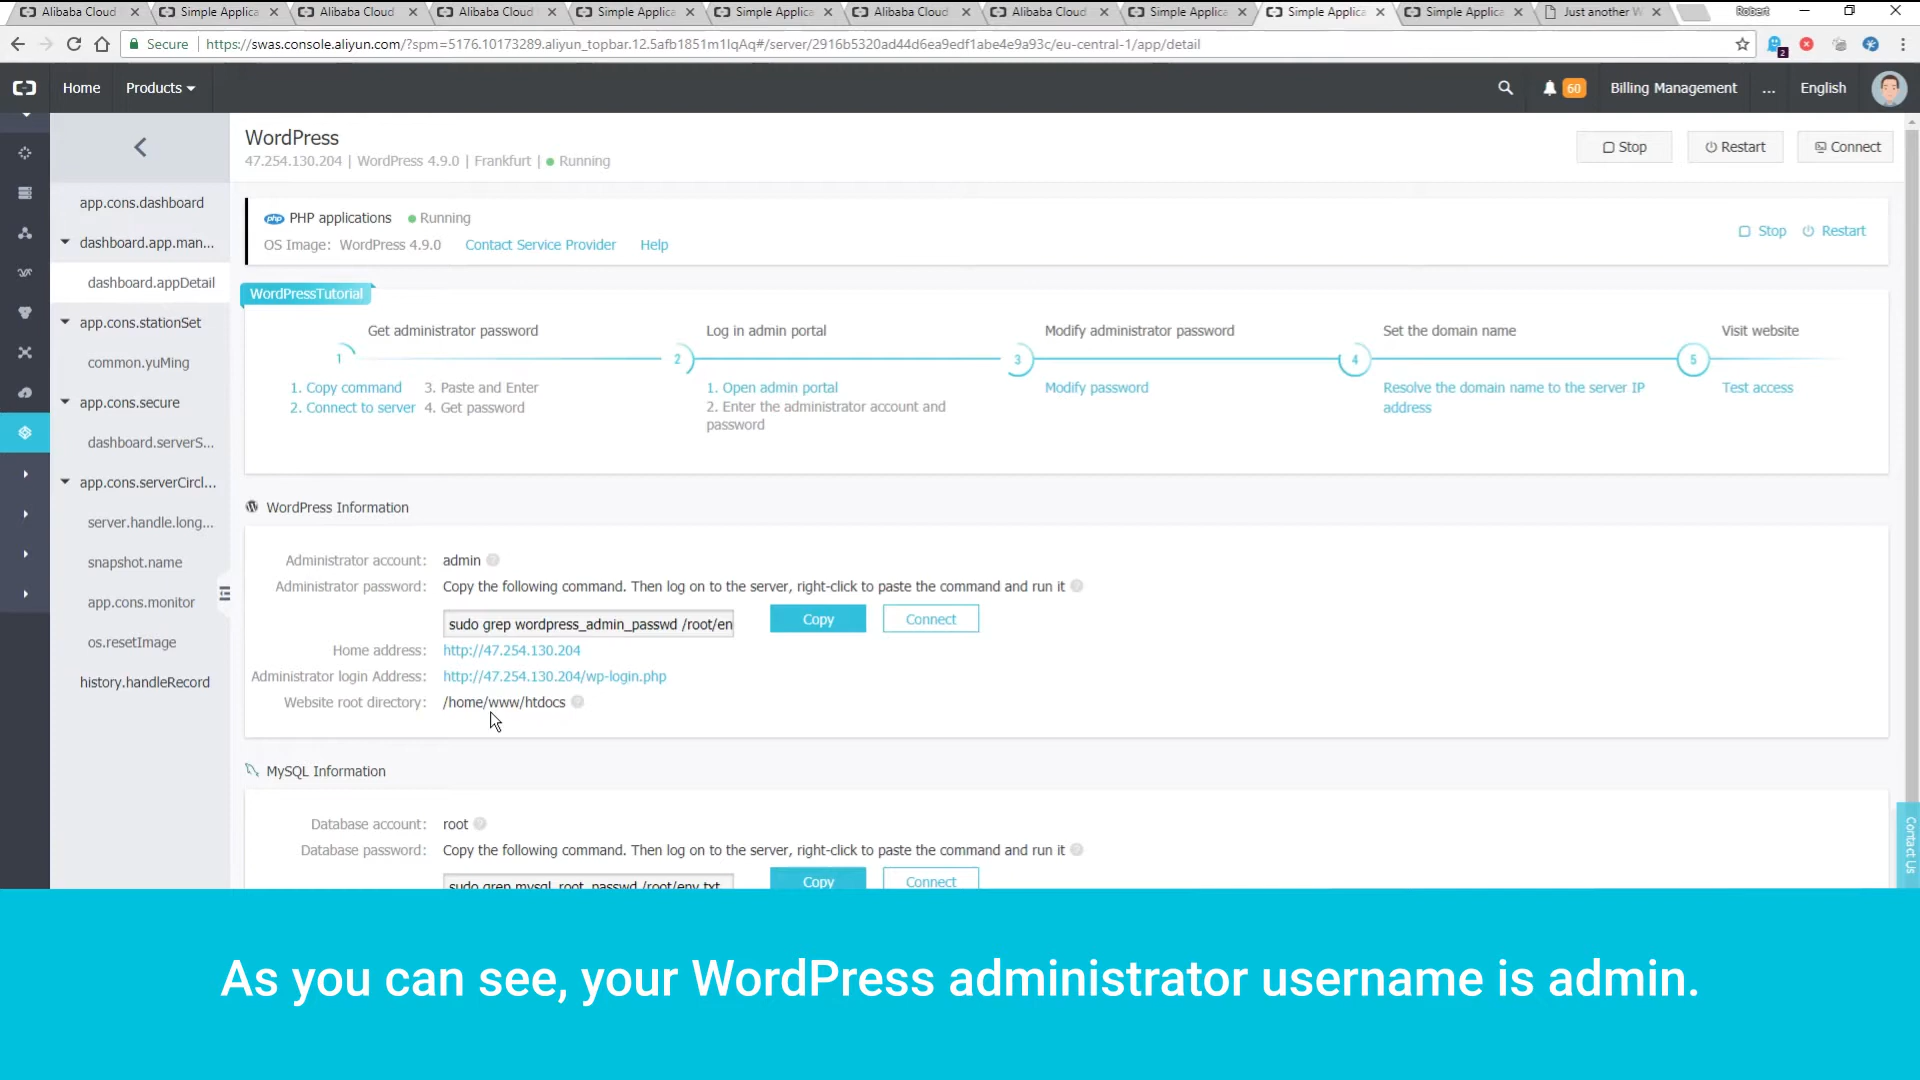 Alibaba Cloud
Simple Applica
Alibaba Cloud
Alibaba Cloud
Simple Applica
Simple Applica
Alibaba Cloud
Alibaba Cloud
Simple Applica
Simple Applica
Simple Applica
Just another W
Robert
Secure
https://swas.console.aliyun.com/?spm=5176.10173289.aliyun_topbar.12.5afb1851m1IqAq#/server/2916b5320ad44d6ea9edf1abe4e9a93c/eu-central-1/app/detail
2
Home
Products
60
Billing Management
...
English
app.cons.dashboard
dashboard.app.man...
dashboard.appDetail
app.cons.stationSet
common.yuMing
app.cons.secure
dashboard.serverS...
app.cons.serverCircl...
server.handle.long...
snapshot.name
app.cons.monitor
os.resetImage
history.handleRecord
WordPress
47.254.130.204 | WordPress 4.9.0 | Frankfurt | Running
Stop
Restart
Connect
php PHP applications Running
OS Image: WordPress 4.9.0 Contact Service Provider Help
Stop
Restart
WordPressTutorial
Get administrator password
1
1. Copy command
2. Connect to server
3. Paste and Enter
4. Get password
Log in admin portal
2
1. Open admin portal
2. Enter the administrator account and
password
Modify administrator password
3
Modify password
Set the domain name
4
Resolve the domain name to the server IP
address
Visit website
5
Test access
WordPress Information
Administrator account: admin
Administrator password: Copy the following command. Then log on to the server, right-click to paste the command and run it
sudo grep wordpress_admin_passwd /root/en
Copy
Connect
Home address: http://47.254.130.204
Administrator login Address: http://47.254.130.204/wp-login.php
Website root directory: /home/www/htdocs
MySQL Information
Database account: root
Database password: Copy the following command. Then log on to the server, right-click to paste the command and run it
sudo grep mysql_root_passwd /root/env.txt
Copy
Connect
Contact Us
As you can see, your WordPress administrator username is admin.